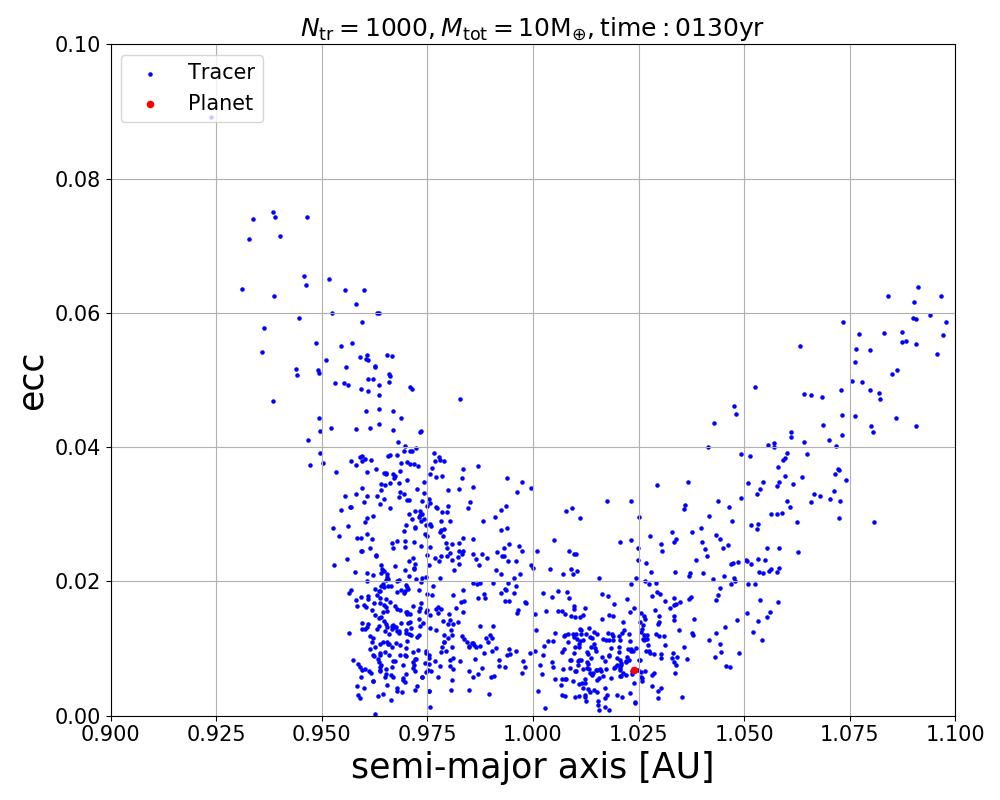 N_tr = 1000, M_tot = 10M_⊕, time : 0130yr
Tracer
Planet
0.10
0.08
0.06
0.04
0.02
0.00
ecc
0.900 0.925 0.950 0.975 1.000 1.025 1.050 1.075 1.100
semi-major axis [AU]